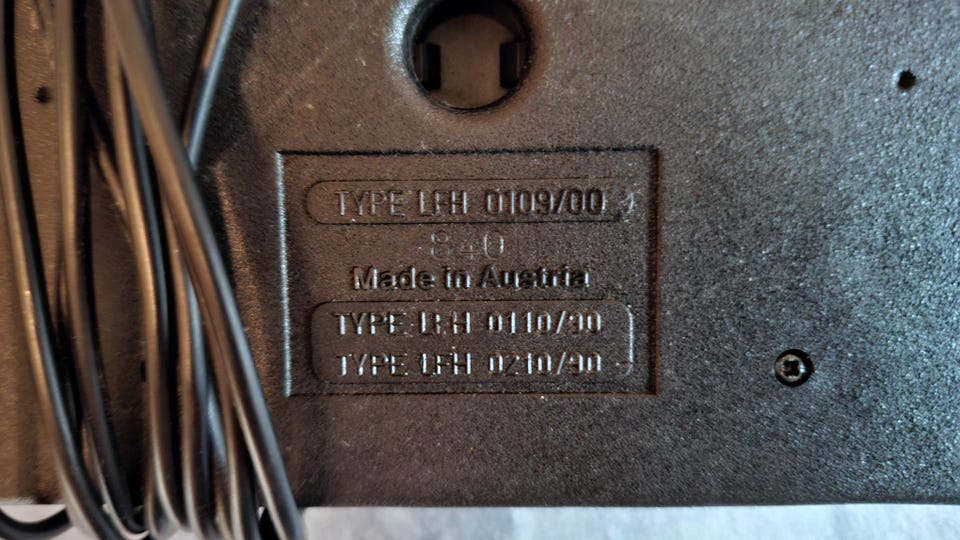 TYPE LFH 0109/00
840
Made in Austria
TYPE LFH 0110/90
TYPE LFH 0210/90